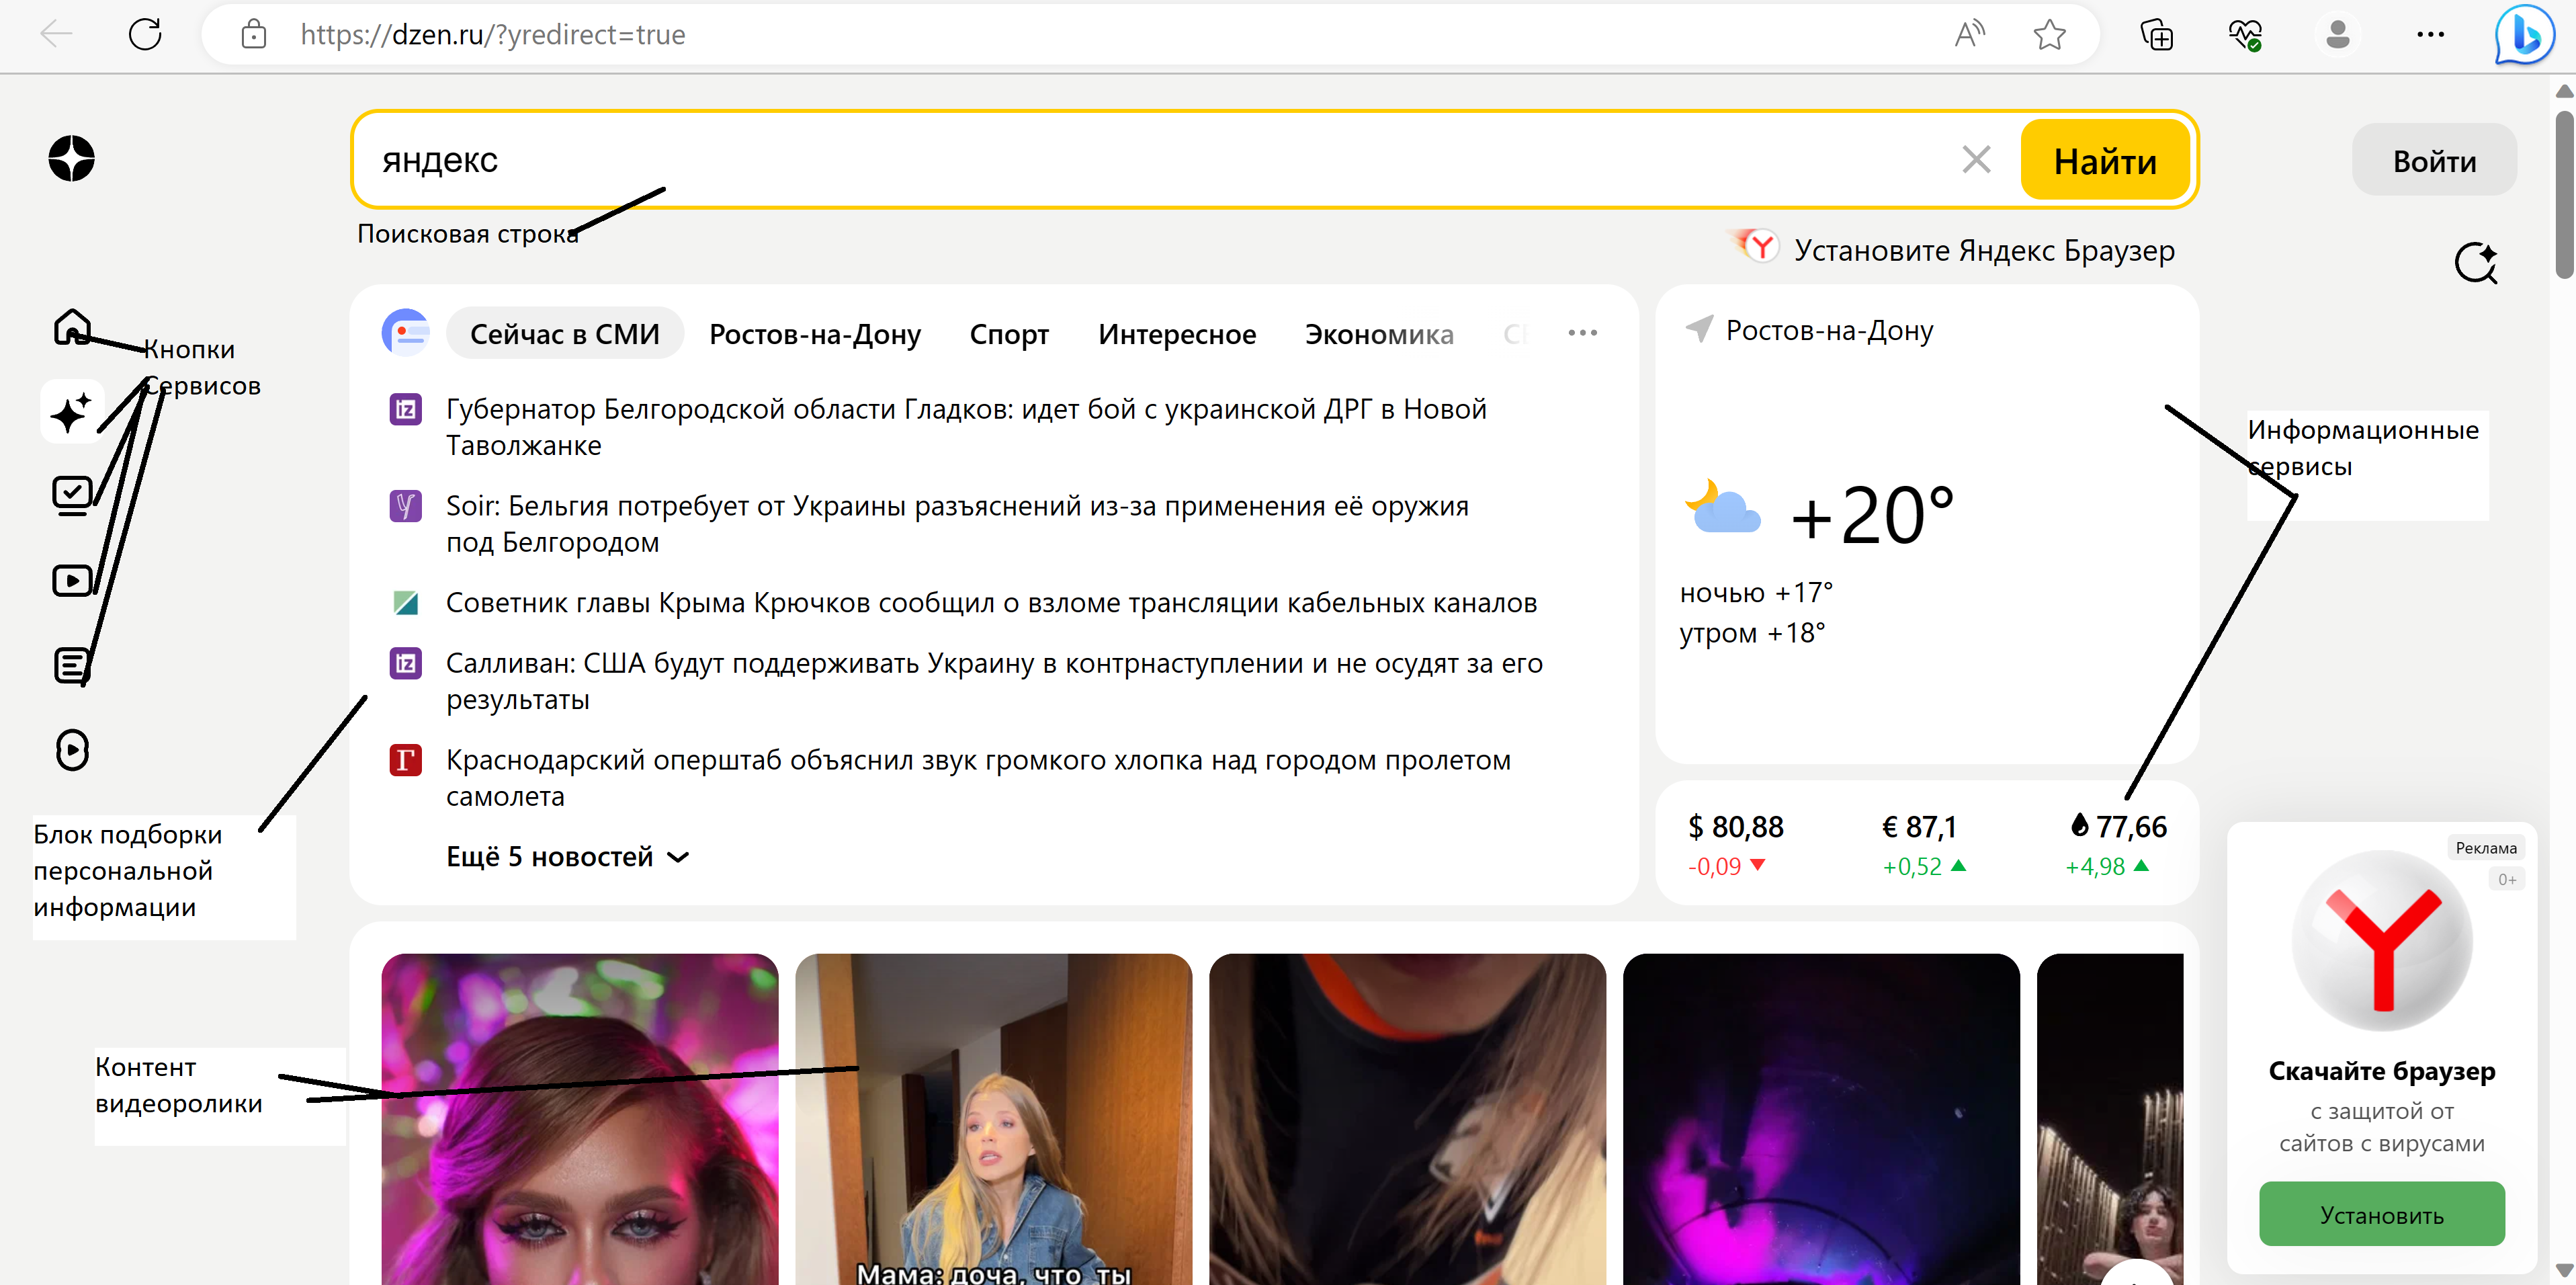 https://dzen.ru/?yredirect=true
яндекс
Найти
Войти
Поисковая строка
Установите Яндекс Браузер
Кнопки
Сервисов
Сейчас в СМИ
Ростов-на-Дону
Спорт
Интересное
Экономика
Губернатор Белгородской области Гладков: идет бой с украинской ДРГ в Новой
Таволжанке
Soir: Бельгия потребует от Украины разъяснений из-за применения её оружия
под Белгородом
Советник главы Крыма Крючков сообщил о взломе трансляции кабельных каналов
Салливан: США будут поддерживать Украину в контрнаступлении и не осудят за его
результаты
Краснодарский оперштаб объяснил звук громкого хлопка над городом пролетом
самолета
Ещё 5 новостей
Ростов-на-Дону
+20°
ночью +17°
утром +18°
Информационные
сервисы
$ 80,88
-0,09
€ 87,1
+0,52
77,66
+4,98
Блок подборки
персональной
информации
Контент
видеоролики
Мама: доча, что ты
Реклама
0+
Скачайте браузер
с защитой от
сайтов с вирусами
Установить